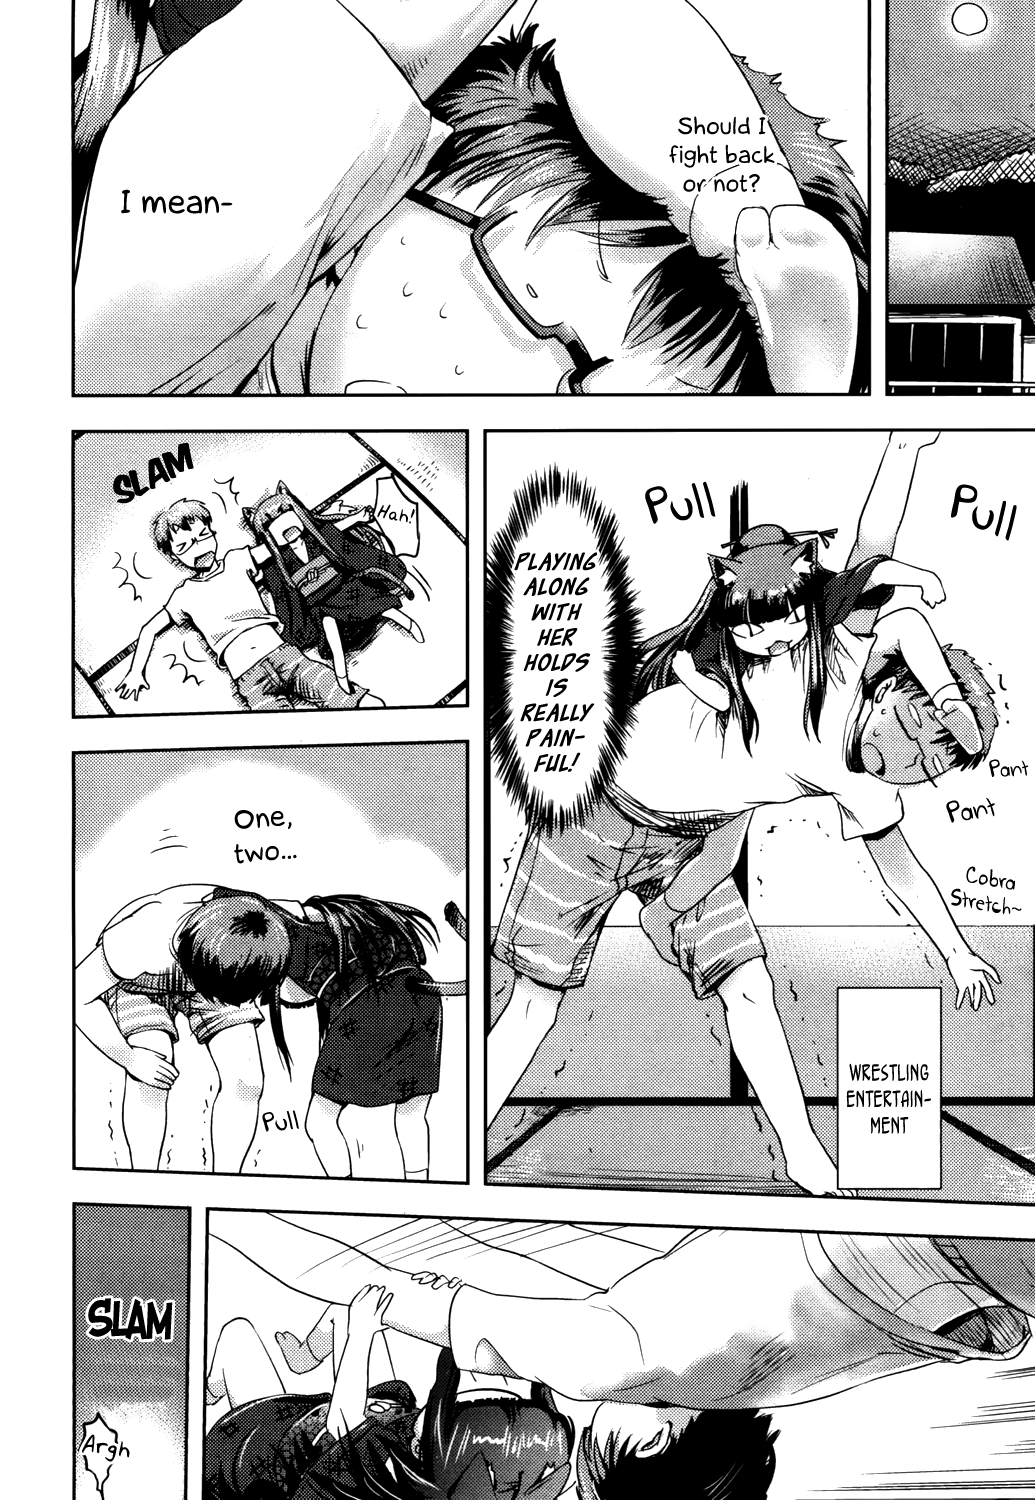 Should I
fight back
or not?
I mean-
Pull
Pull
PLAYING
ALONG
WITH
HER
HOLDS IS
REALLY
PAIN-
FUL!
Pant
Pant
Cobra
Stretch~
WRESTLING
ENTERTAIN-
MENT
SLAM
Hah!
One,
two...
Pull
SLAM
Argh